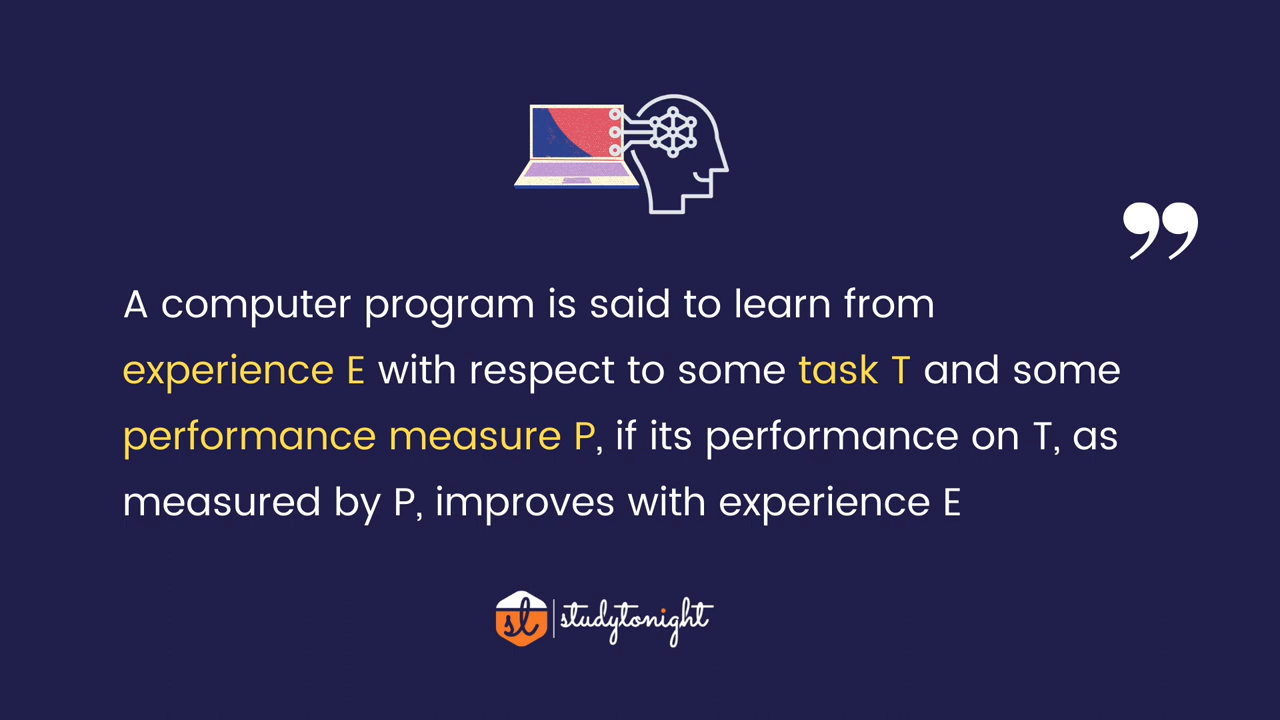 ”
A computer program is said to learn from
experience E with respect to some task T and some
performance measure P, if its performance on T, as
measured by P, improves with experience E
st studytonight